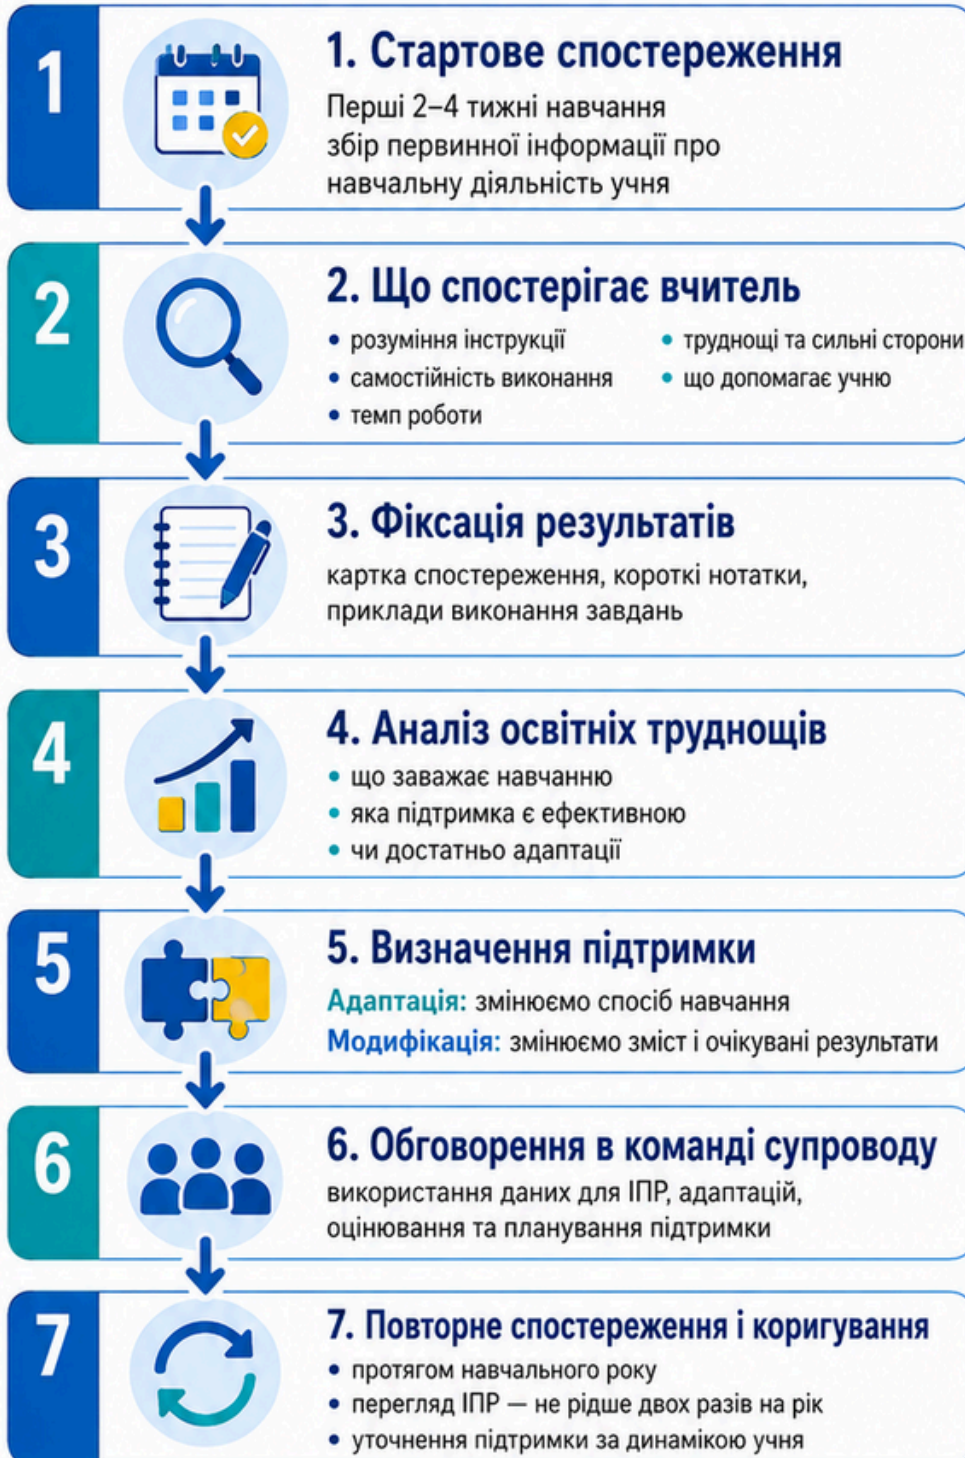 1
1. Стартове спостереження
Перші 2–4 тижні навчання
збір первинної інформації про
навчальну діяльність учня
2
2. Що спостерігає вчитель
• розуміння інструкції
• самостійність виконання
• темп роботи
• труднощі та сильні сторони
• що допомагає учню
3
3. Фіксація результатів
картка спостереження, короткі нотатки,
приклади виконання завдань
4
4. Аналіз освітніх труднощів
• що заважає навчанню
• яка підтримка є ефективною
• чи достатньо адаптації
5
5. Визначення підтримки
Адаптація: змінюємо спосіб навчання
Модифікація: змінюємо зміст і очікувані результати
6
6. Обговорення в команді супроводу
використання даних для ІПР, адаптацій,
оцінювання та планування підтримки
7
7. Повторне спостереження і коригування
• протягом навчального року
• перегляд ІПР — не рідше двох разів на рік
• уточнення підтримки за динамікою учня